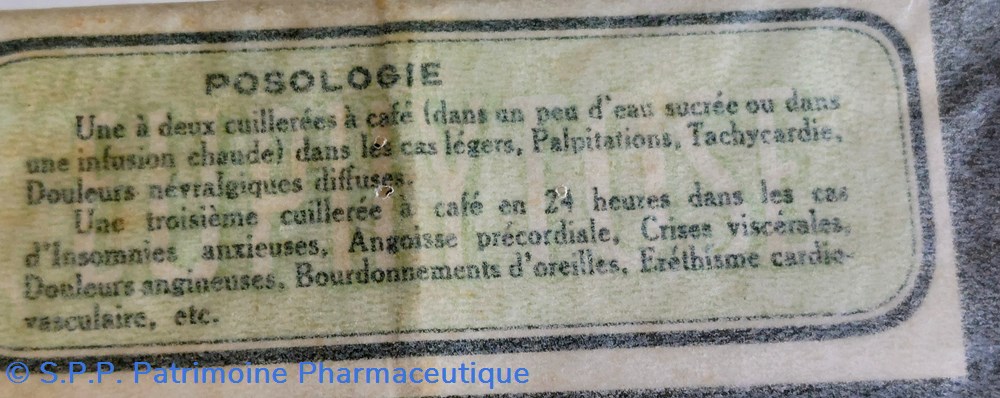 POSOLOGIE
Une à deux cuillerées à café (dans un peu d'eau sucrée ou dans
une infusion chaude) dans les cas légers, Palpitations, Tachycardie,
Douleurs névralgiques diffuses.
Une troisième cuillerée à café en 24 heures dans les cas
d'Insomnies anxieuses, Angoisse précordiale, Crises viscérales,
Douleurs angineuses, Bourdonnements d'oreilles, Eréthisme cardio-
vasculaire, etc.
© S.P.P. Patrimoine Pharmaceutique